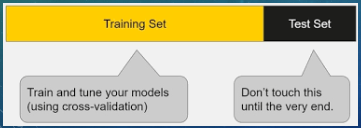 Training Set
Test Set
Train and tune your models
(using cross-validation)
Don't touch this
until the very end.